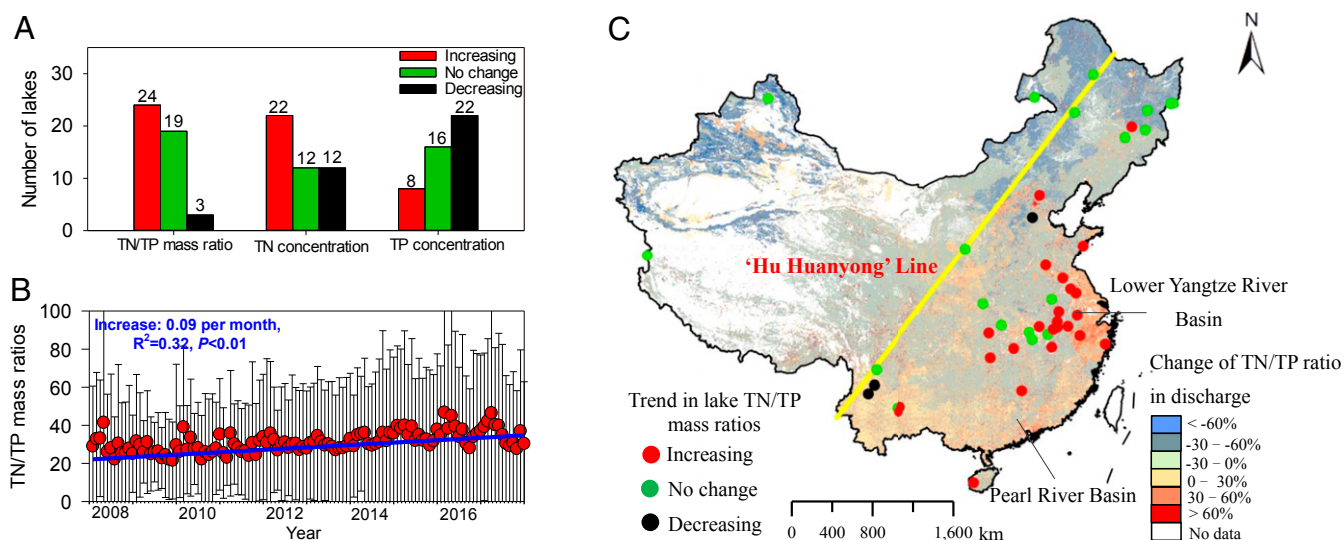 A
Increasing
No change
Decreasing
Number of lakes
30
20
10
0
24
19
3
22
12
12
8
16
22
TN/TP mass ratio
TN concentration
TP concentration
B
Increase: 0.09 per month,
R²=0.32, P<0.01
TN/TP mass ratios
100
80
60
40
20
0
2008
2010
2012
2014
2016
Year
C
N
‘Hu Huanyong’ Line
Lower Yangtze River
Basin
Pearl River Basin
Trend in lake TN/TP
mass ratios
Increasing
No change
Decreasing
0 400 800 1,600
km
Change of TN/TP ratio
in discharge
< -60%
-30 – -60%
-30 – 0%
0 – 30%
30 – 60%
> 60%
No data